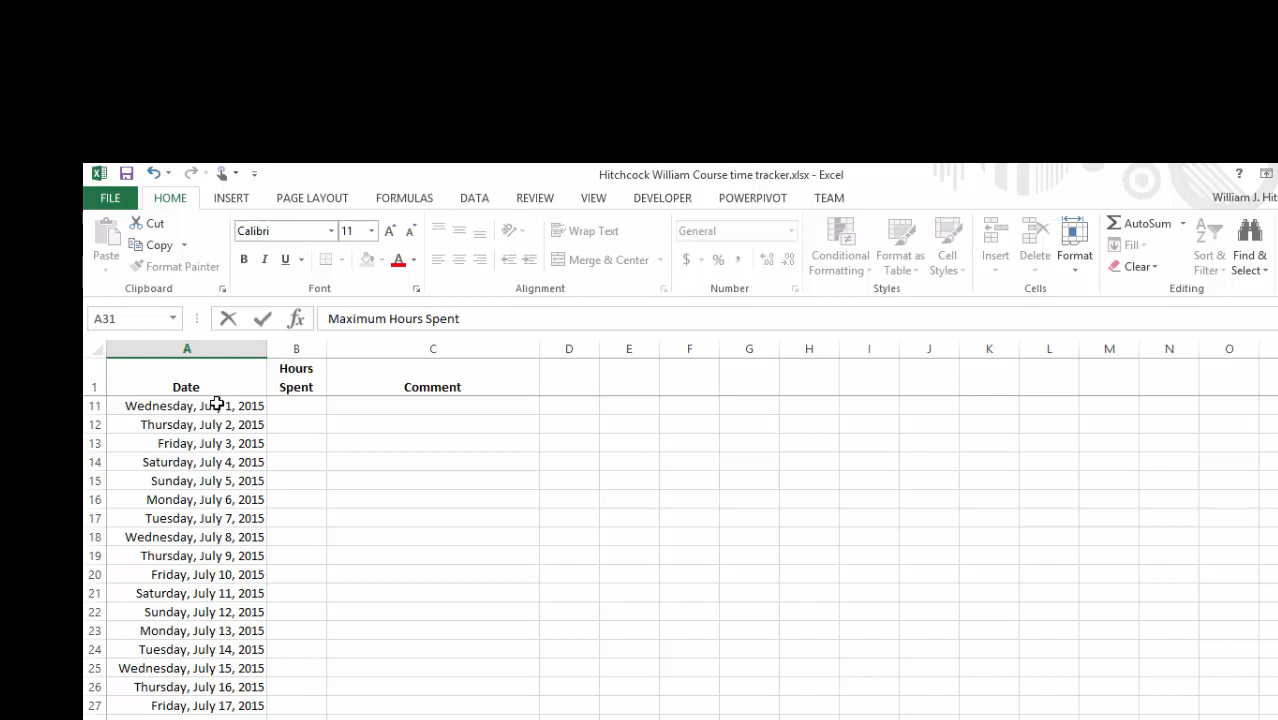 Hitchcock William Course time tracker.xlsx - Excel
?
FILE HOME INSERT PAGE LAYOUT FORMULAS DATA REVIEW VIEW DEVELOPER POWERPIVOT TEAM William J. Hit
Paste
Cut
Copy
Format Painter
Clipboard
Calibri 11 A A
B I U A
Font
Wrap Text
Merge & Center
Alignment
General
$ % , .00 .0
Number
Conditional Formatting
Format as Table
Cell Styles
Styles
Insert Delete Format
Cells
AutoSum
Fill
Clear
Sort & Filter
Find & Select
Editing
A31 fx Maximum Hours Spent
A B C D E F G H I J K L M N O
1 Date Hours Spent Comment
11 Wednesday, July 1, 2015
12 Thursday, July 2, 2015
13 Friday, July 3, 2015
14 Saturday, July 4, 2015
15 Sunday, July 5, 2015
16 Monday, July 6, 2015
17 Tuesday, July 7, 2015
18 Wednesday, July 8, 2015
19 Thursday, July 9, 2015
20 Friday, July 10, 2015
21 Saturday, July 11, 2015
22 Sunday, July 12, 2015
23 Monday, July 13, 2015
24 Tuesday, July 14, 2015
25 Wednesday, July 15, 2015
26 Thursday, July 16, 2015
27 Friday, July 17, 2015